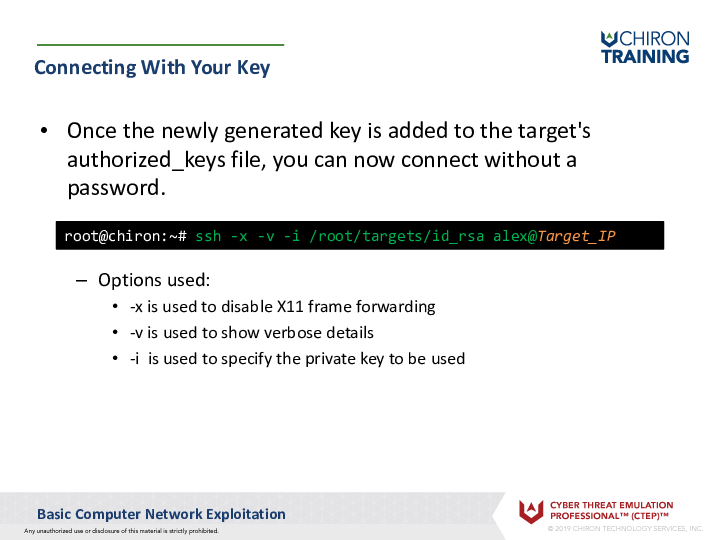 CHIRON
TRAINING
Connecting With Your Key
• Once the newly generated key is added to the target's
authorized_keys file, you can now connect without a
password.
root@chiron:~# ssh -x -v -i /root/targets/id_rsa alex@Target_IP
– Options used:
• -x is used to disable X11 frame forwarding
• -v is used to show verbose details
• -i  is used to specify the private key to be used
Basic Computer Network Exploitation
Any unauthorized use or disclosure of this material is strictly prohibited.
CYBER THREAT EMULATION
PROFESSIONAL™ (CTEP)™
© 2019 CHIRON TECHNOLOGY SERVICES, INC.